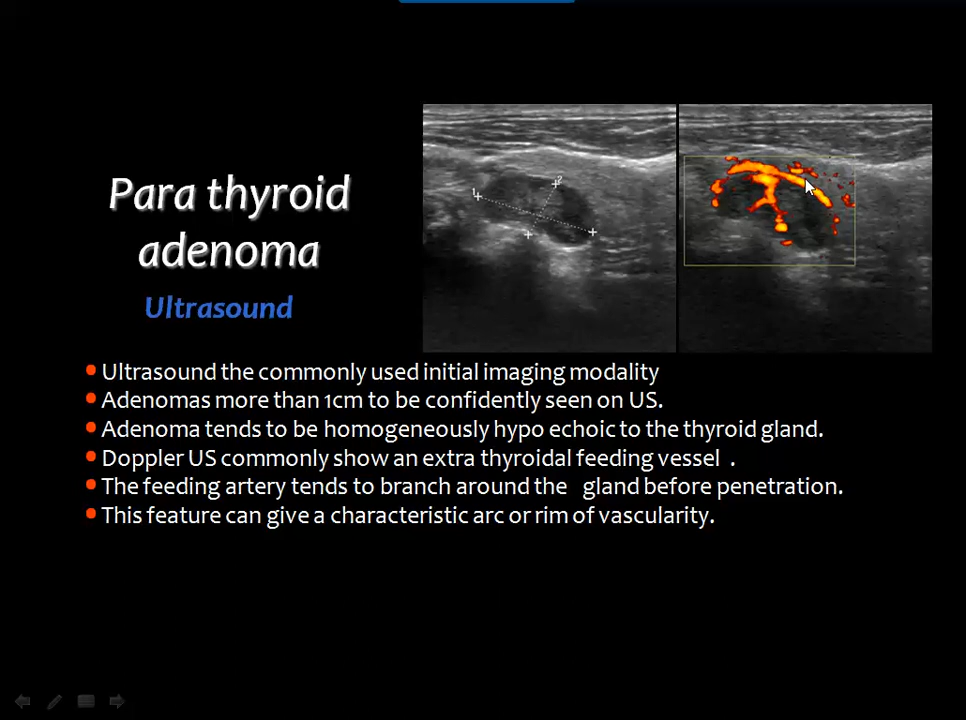 Para thyroid
adenoma
Ultrasound
1
2
• Ultrasound the commonly used initial imaging modality
• Adenomas more than 1cm to be confidently seen on US.
• Adenoma tends to be homogeneously hypo echoic to the thyroid gland.
• Doppler US commonly show an extra thyroidal feeding vessel .
• The feeding artery tends to branch around the gland before penetration.
• This feature can give a characteristic arc or rim of vascularity.